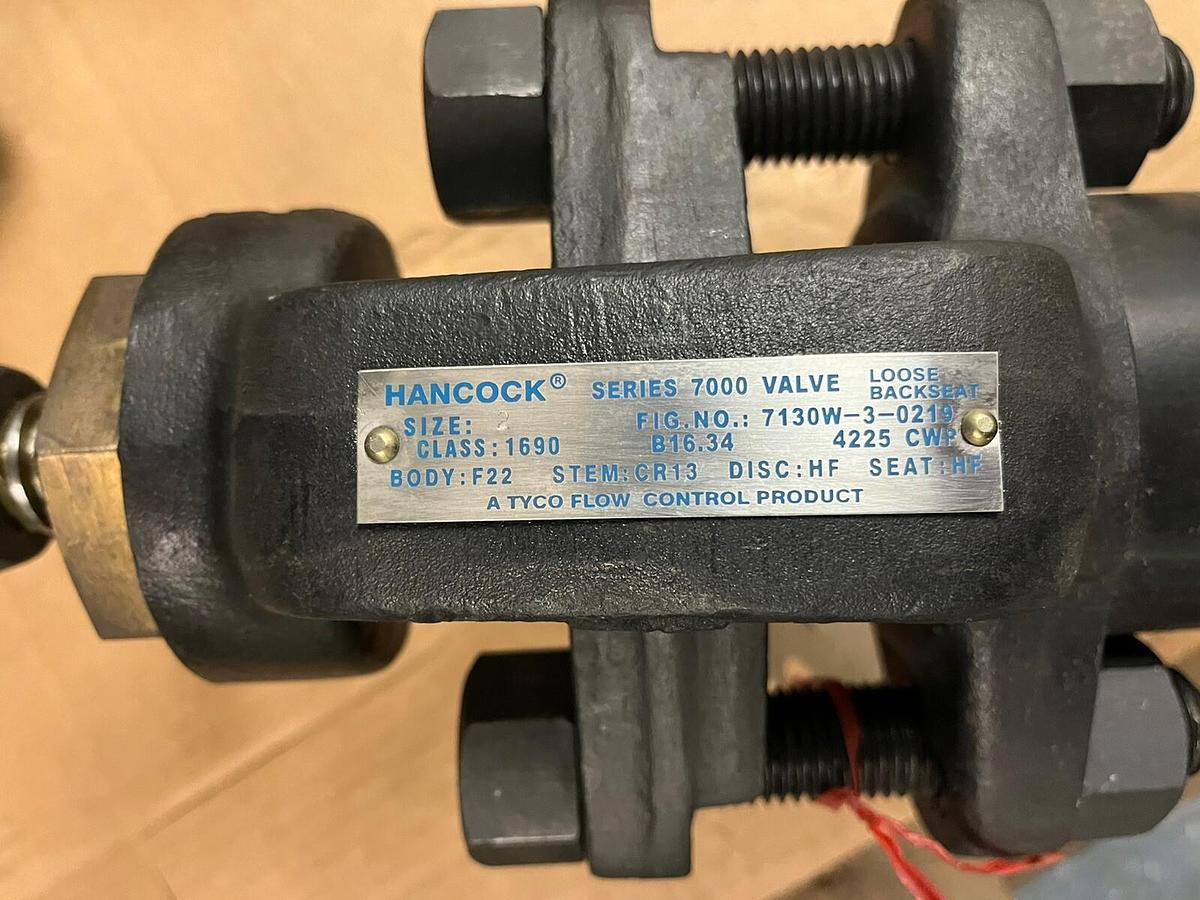 HANCOCK® SERIES 7000 VALVE LOOSE BACKSEAT
SIZE: 2 FIG.NO.: 7130W-3-0219
CLASS:1690 B16.34 4225 CWP
BODY:F22 STEM:CR13 DISC:HF SEAT:HF
A TYCO FLOW CONTROL PRODUCT